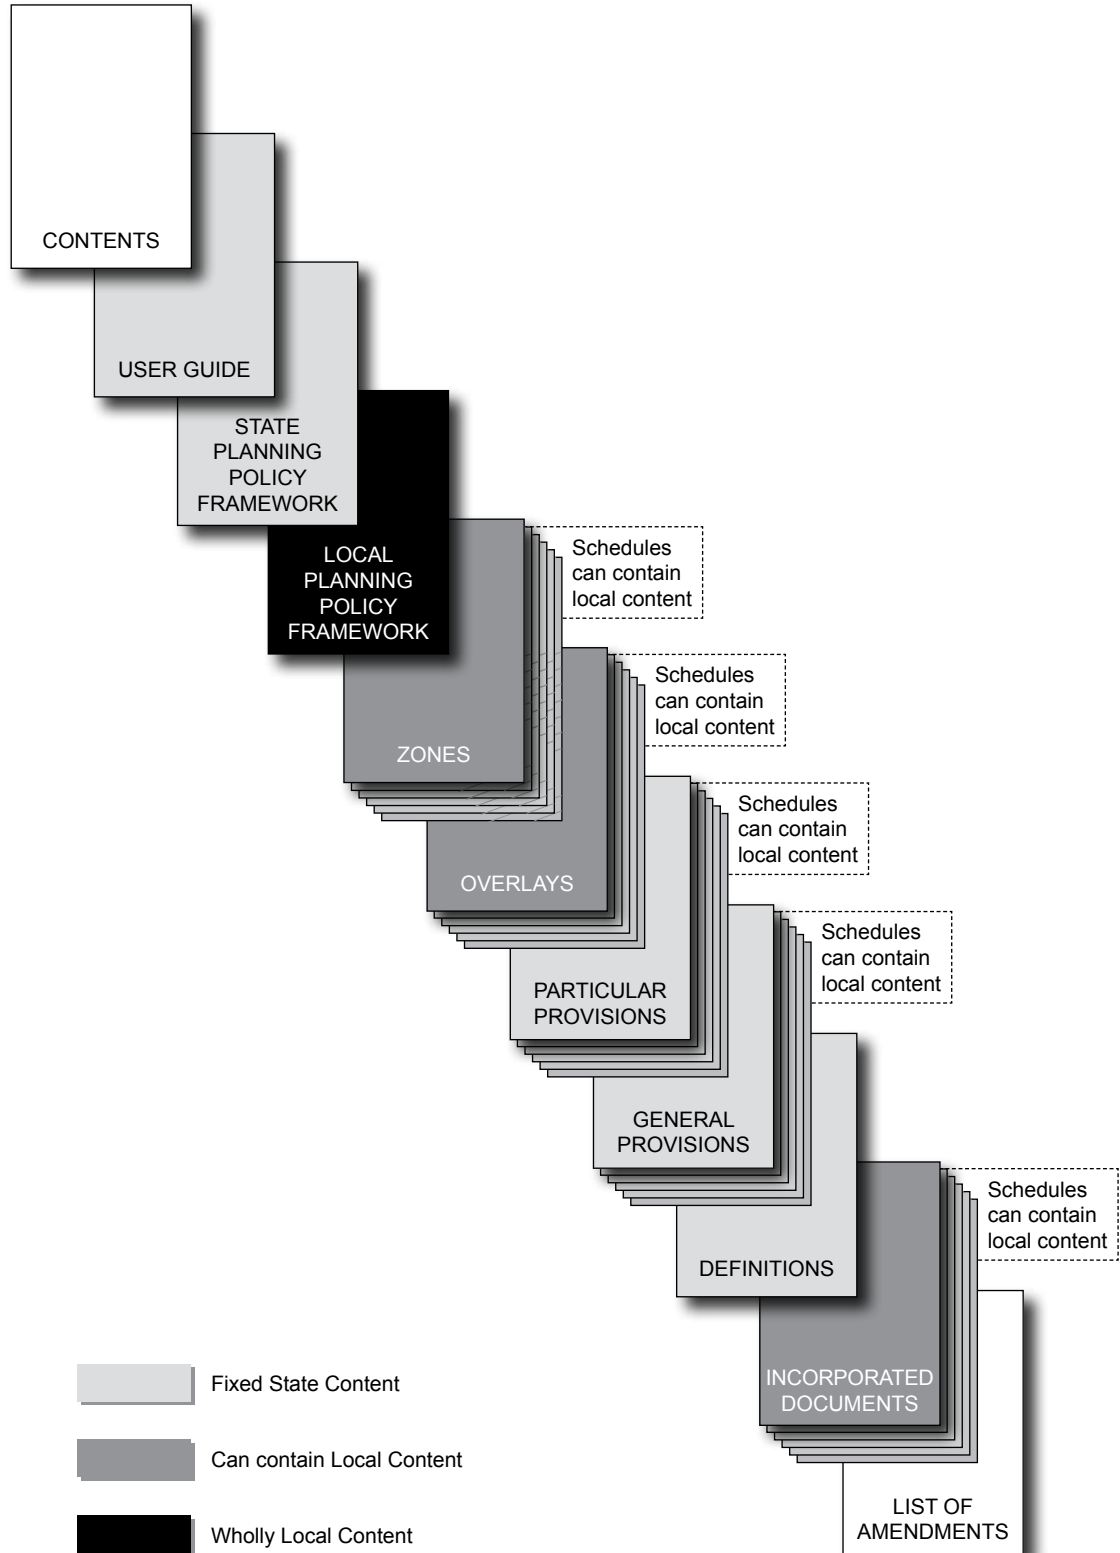 CONTENTS
USER GUIDE
STATE
PLANNING
POLICY
FRAMEWORK
LOCAL
PLANNING
POLICY
FRAMEWORK
Schedules
can contain
local content
ZONES
Schedules
can contain
local content
OVERLAYS
Schedules
can contain
local content
PARTICULAR
PROVISIONS
Schedules
can contain
local content
GENERAL
PROVISIONS
DEFINITIONS
Schedules
can contain
local content
INCORPORATED
DOCUMENTS
LIST OF
AMENDMENTS
Fixed State Content
Can contain Local Content
Wholly Local Content